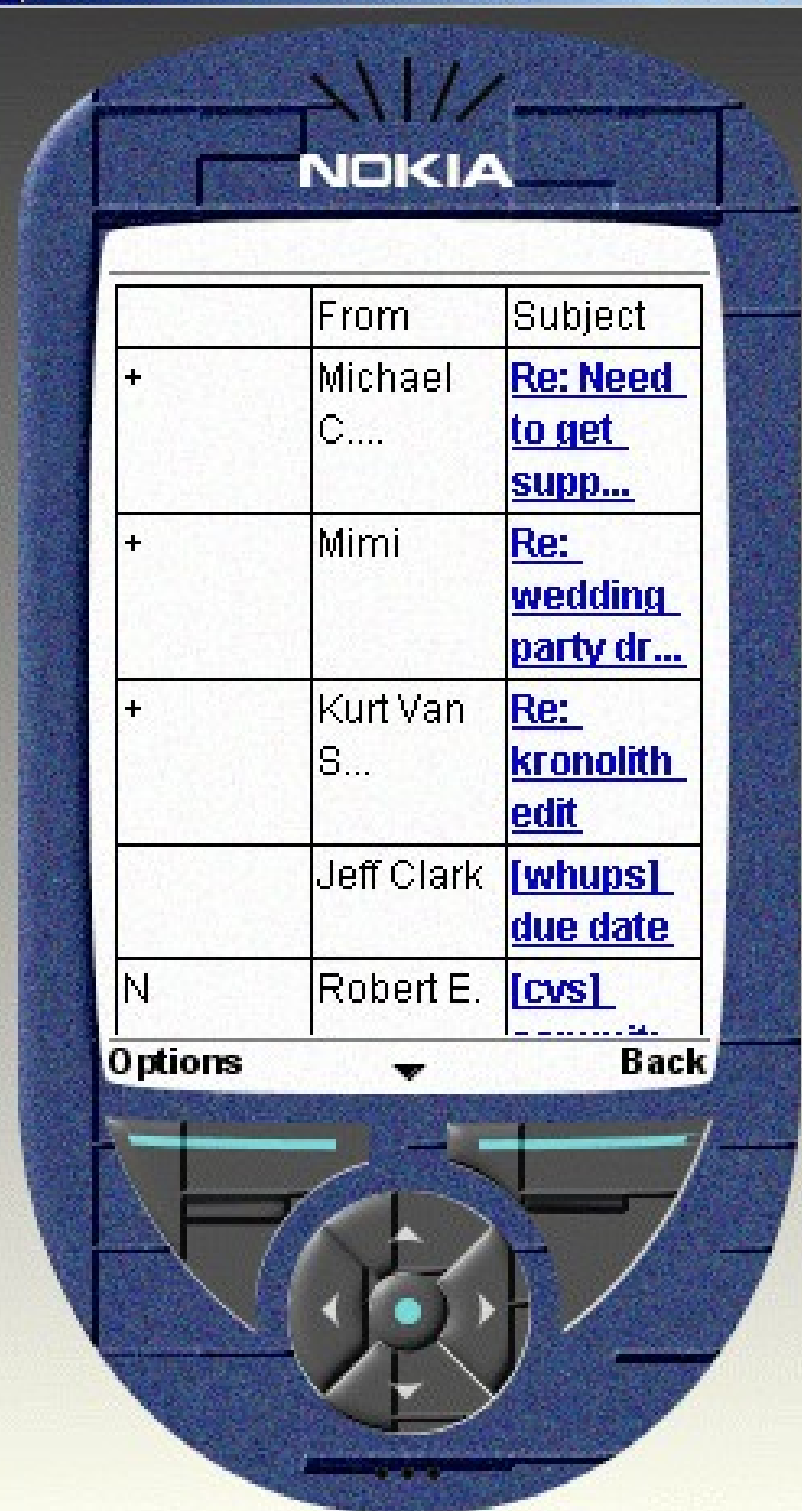 NOKIA
From Subject
+ Michael Re: Need
C.... to get
supp...
+ Mimi Re:
wedding
party dr...
+ Kurt Van Re:
S... kronolith
edit
Jeff Clark [whups]
due date
N Robert E. [cvs]
Options Back